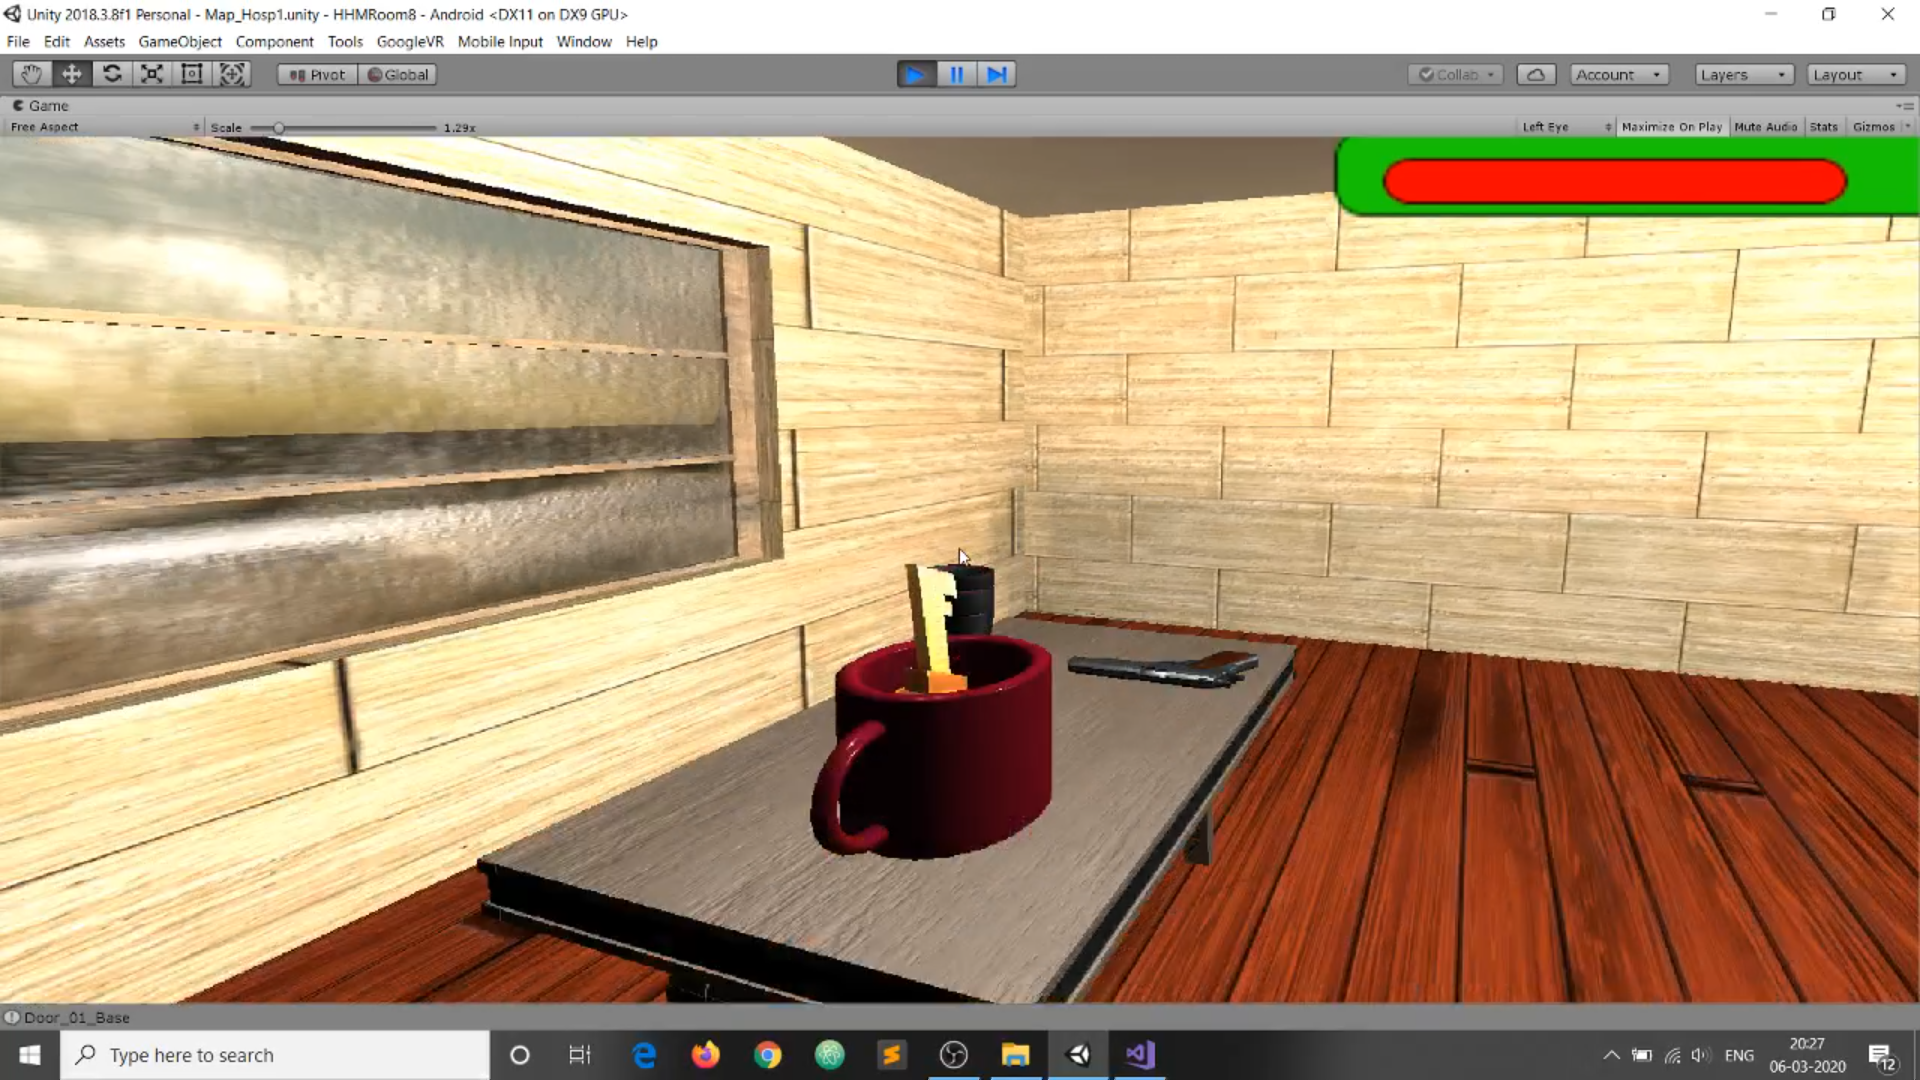 Unity 2018.3.8f1 Personal - Map_Hosp1.unity - HHMRoom8 - Android <DX11 on DX9 GPU>
File Edit Assets GameObject Component Tools GoogleVR Mobile Input Window Help
Pivot Global Collab Account Layers Layout
Game
Free Aspect Scale 1.29x Left Eye Maximize On Play Mute Audio Stats Gizmos
Door_01_Base
Type here to search ENG 20:27
06-03-2020 12